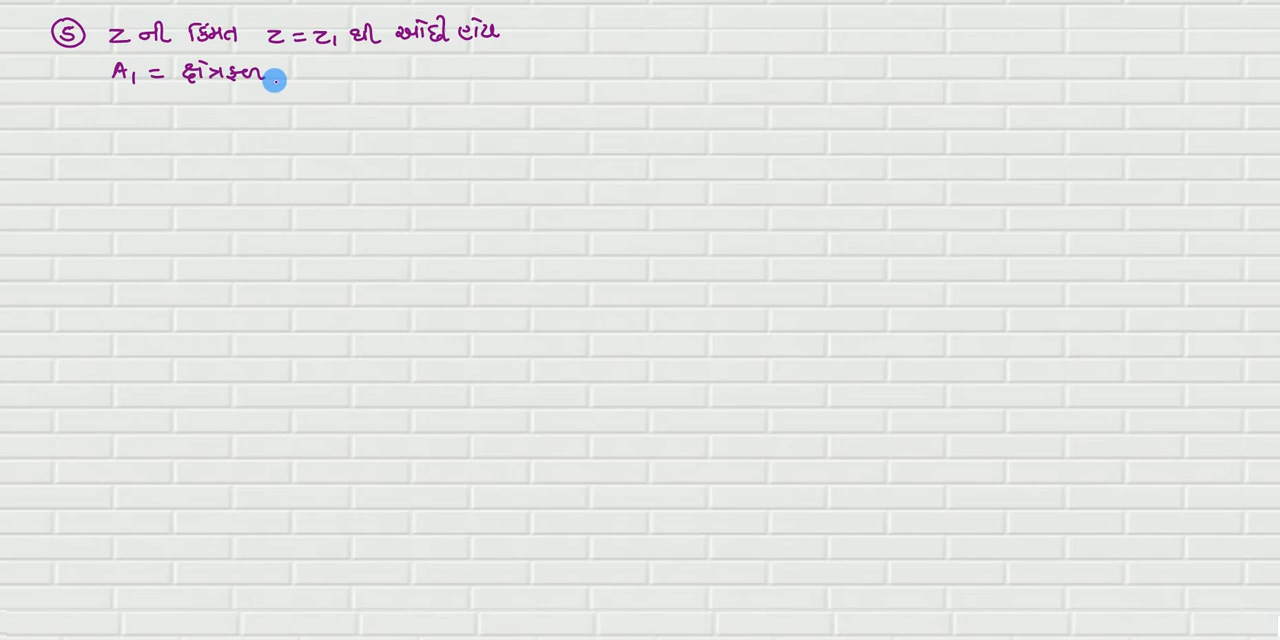 ⑤ Z ની કિંમત z = z₁ થી ઓછી હોય
A₁ = ક્ષેત્રફળ